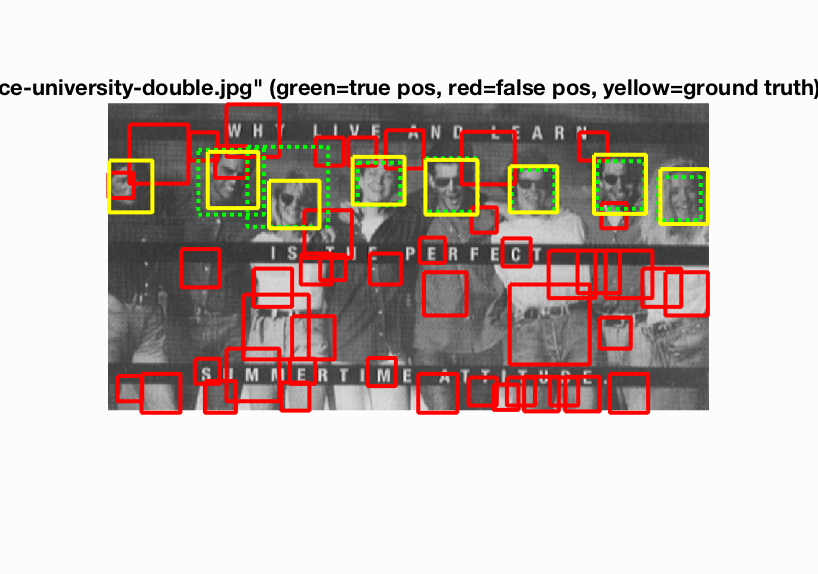 ce-university-double.jpg" (green=true pos, red=false pos, yellow=ground truth)
WHY LIVE AND LEARN
IS THE PERFECT
SUMMERTIME ATTITUDE.